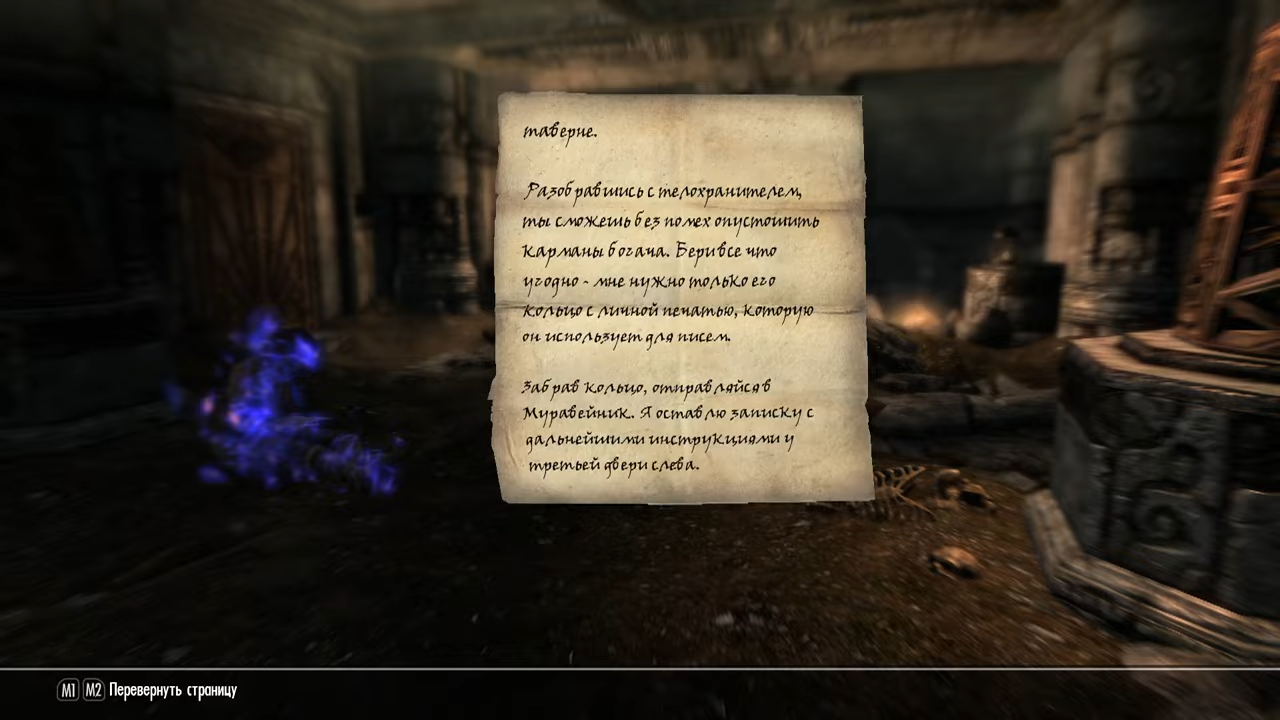 таверне.
Разобравшись с телохранителем,
ты сможешь без помех опустошить
карманы богача. Бери все что
угодно - мне нужно только его
кольцо с личной печатью, которую
он использует для писем.
Забрав кольцо, отправляйся в
Муравейник. Я оставлю записку с
дальнейшими инструкциями у
третьей двери слева.
M1 M2 Перевернуть страницу